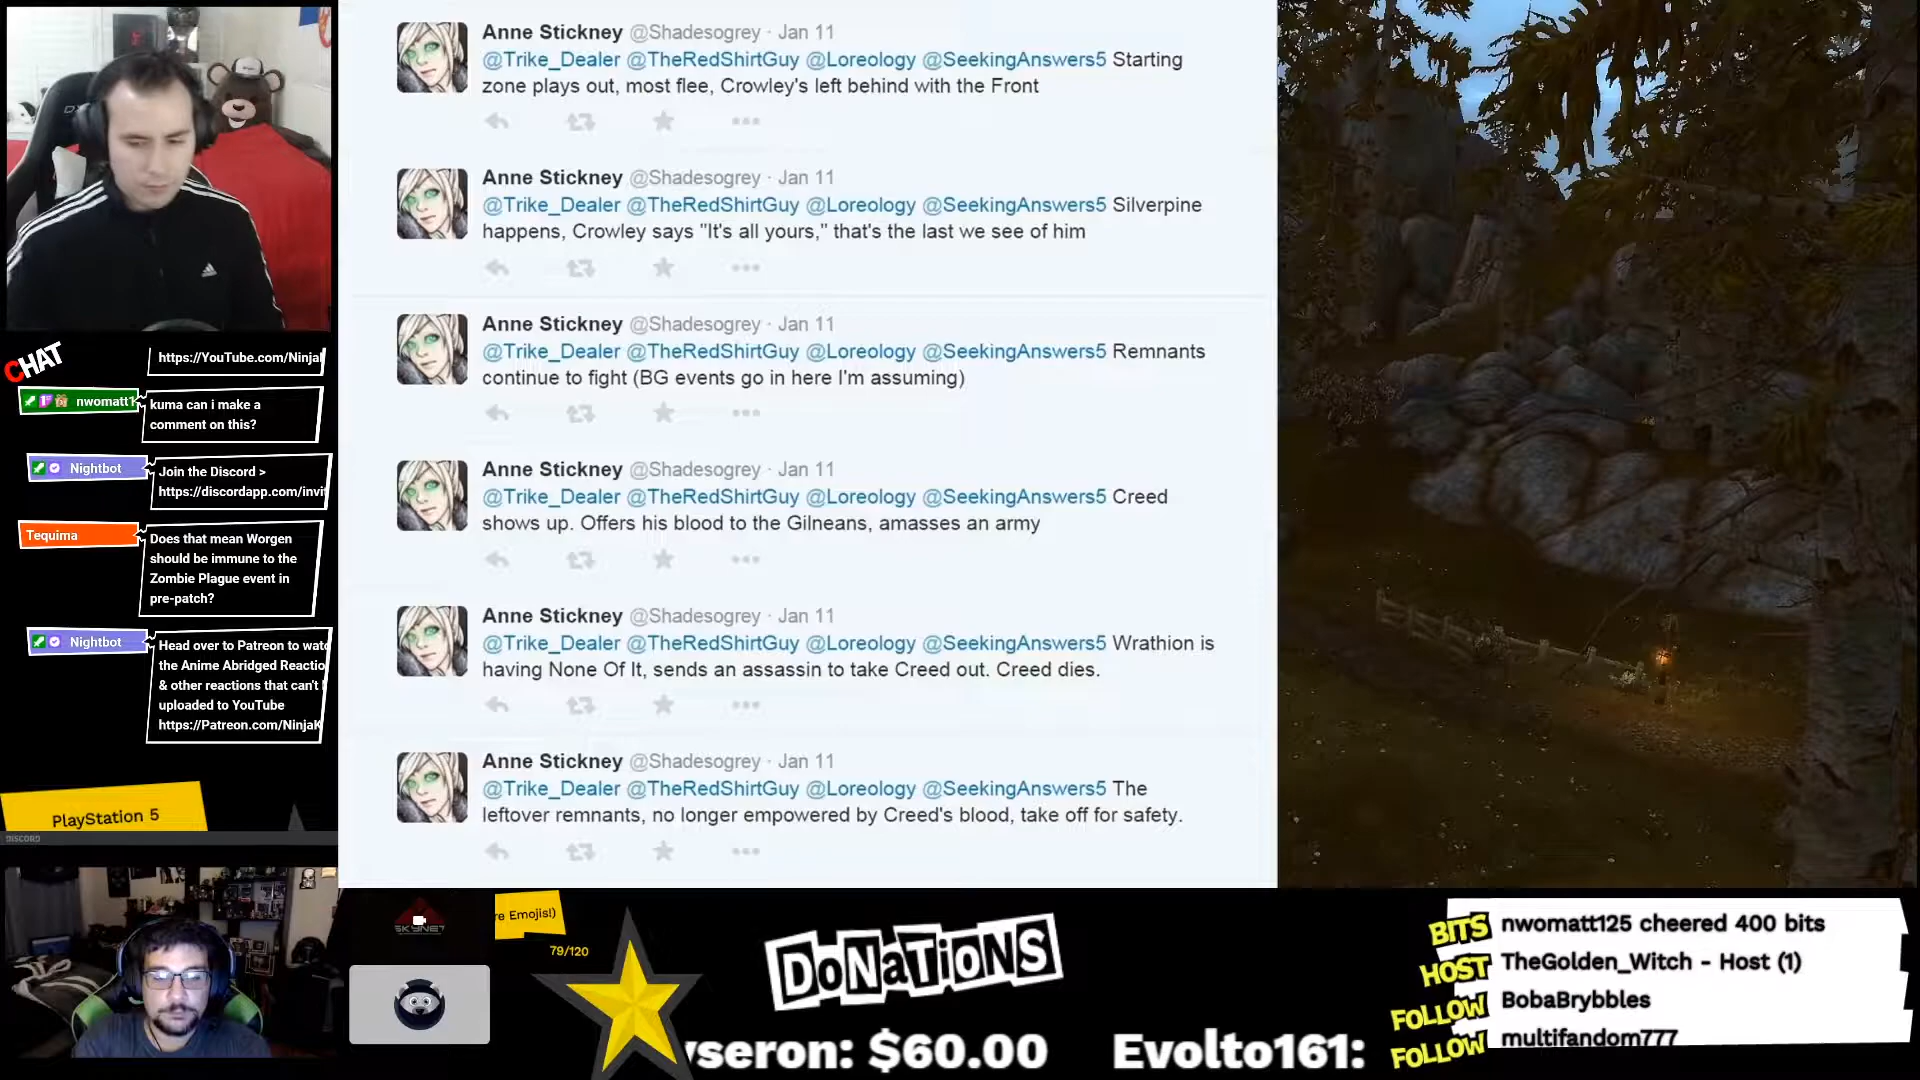 Anne Stickney @Shadesogrey · Jan 11
@Trike_Dealer @TheRedShirtGuy @Loreology @SeekingAnswers5 Starting
zone plays out, most flee, Crowley's left behind with the Front
Anne Stickney @Shadesogrey · Jan 11
@Trike_Dealer @TheRedShirtGuy @Loreology @SeekingAnswers5 Silverpine
happens, Crowley says "It's all yours," that's the last we see of him
Anne Stickney @Shadesogrey · Jan 11
@Trike_Dealer @TheRedShirtGuy @Loreology @SeekingAnswers5 Remnants
continue to fight (BG events go in here I'm assuming)
Anne Stickney @Shadesogrey · Jan 11
@Trike_Dealer @TheRedShirtGuy @Loreology @SeekingAnswers5 Creed
shows up. Offers his blood to the Gilneans, amasses an army
Anne Stickney @Shadesogrey · Jan 11
@Trike_Dealer @TheRedShirtGuy @Loreology @SeekingAnswers5 Wrathion is
having None Of It, sends an assassin to take Creed out. Creed dies.
Anne Stickney @Shadesogrey · Jan 11
@Trike_Dealer @TheRedShirtGuy @Loreology @SeekingAnswers5 The
leftover remnants, no longer empowered by Creed's blood, take off for safety.
CHAT
https://YouTube.com/Ninjal
nwomatt1
kuma can i make a
comment on this?
Nightbot
Join the Discord >
https://discordapp.com/invi
Tequima
Does that mean Worgen
should be immune to the
Zombie Plague event in
pre-patch?
Nightbot
Head over to Patreon to wat
the Anime Abridged Reactio
& other reactions that can't
uploaded to YouTube
https://Patreon.com/NinjaK
PlayStation 5
DISCORD
SKYNET
re Emojis!)
79/120
DONATIONS
yseron: $60.00 Evolto161:
BITS nwomatt125 cheered 400 bits
HOST TheGolden_Witch - Host (1)
FOLLOW BobaBrybbles
FOLLOW multifandom777